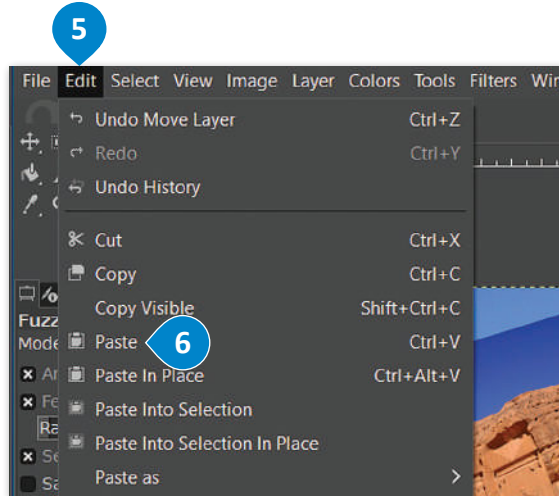 5
File Edit Select View Image Layer Colors Tools Filters
Undo Move Layer Ctrl+Z
Redo Ctrl+Y
Undo History
Cut Ctrl+X
Copy Ctrl+C
Copy Visible Shift+Ctrl+C
Fuzz
Paste 6 Ctrl+V
Mode
Paste In Place Ctrl+Alt+V
Paste Into Selection
Paste Into Selection In Place
Paste as